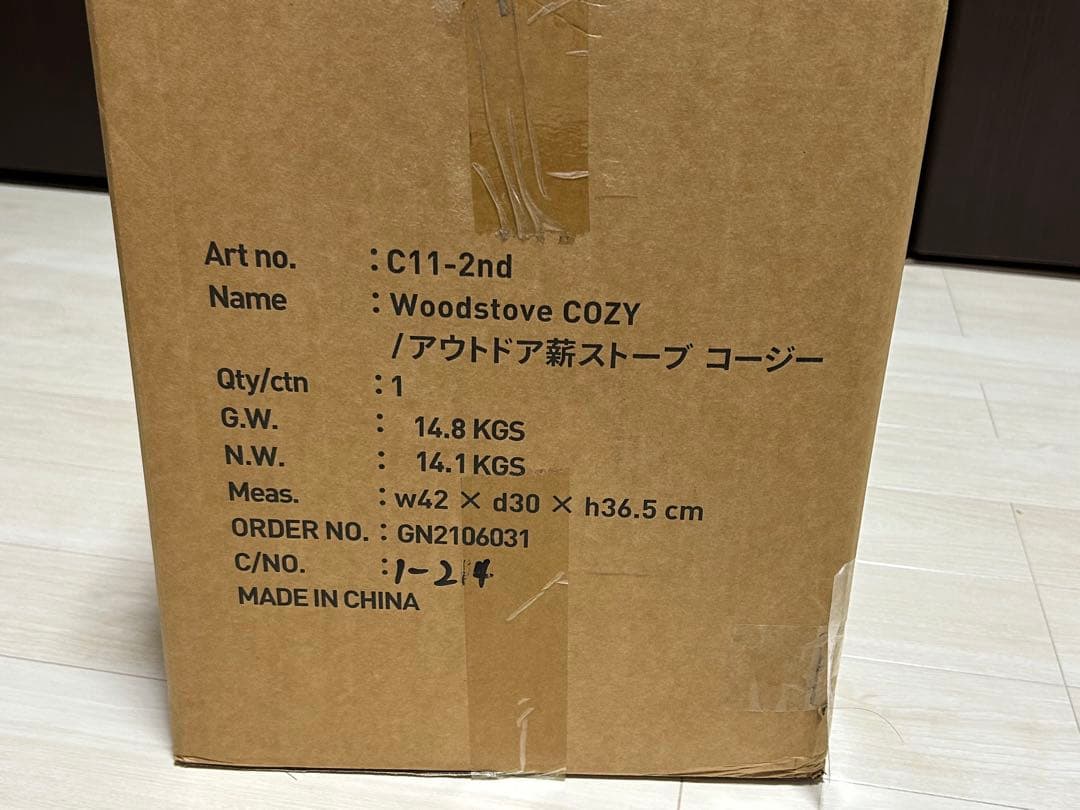 Art no. : C11-2nd
Name : Woodstove COZY
/アウトドア薪ストーブ コージー
Qty/ctn : 1
G.W. : 14.8 KGS
N.W. : 14.1 KGS
Meas. : w42 × d30 × h36.5 cm
ORDER NO. : GN2106031
C/NO. : 1-214
MADE IN CHINA